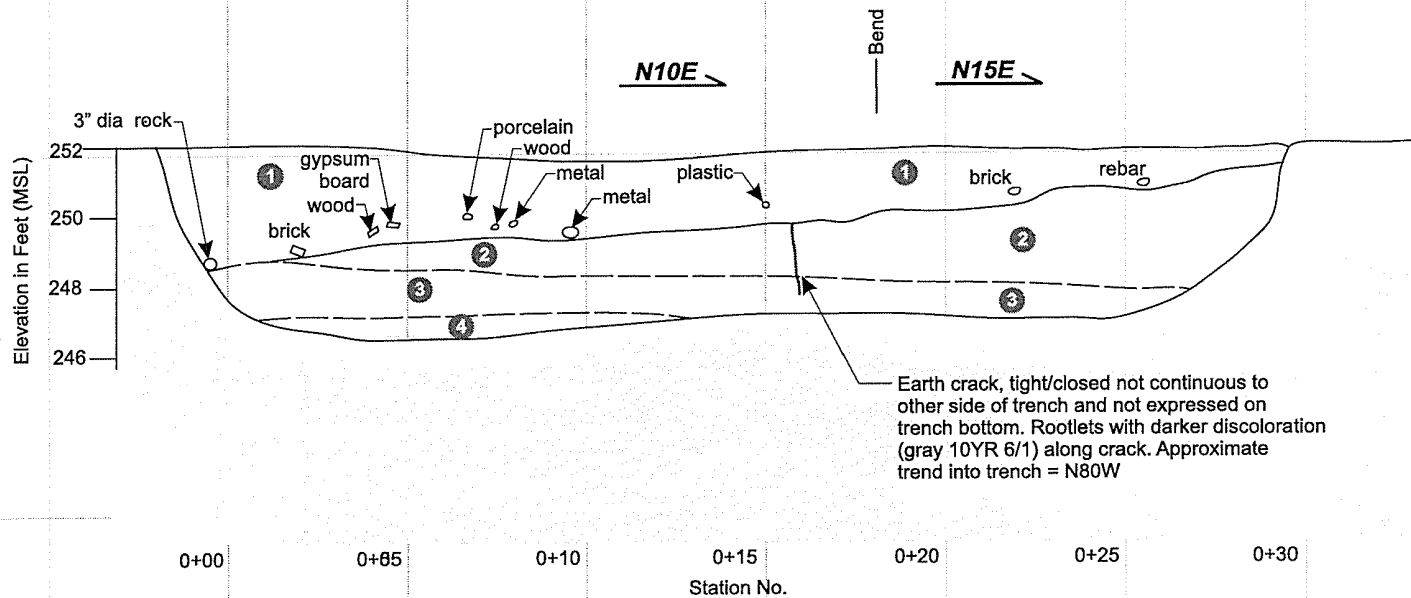 Bend
N10E
N15E
3" dia rock
porcelain
wood
metal
metal
gypsum
board
wood
brick
plastic
brick
rebar
1
1
2
2
3
3
4
Elevation in Feet (MSL)
252
250
248
246
Earth crack, tight/closed not continuous to
other side of trench and not expressed on
trench bottom. Rootlets with darker discoloration
(gray 10YR 6/1) along crack. Approximate
trend into trench = N80W
0+00
0+05
0+10
0+15
0+20
0+25
0+30
Station No.